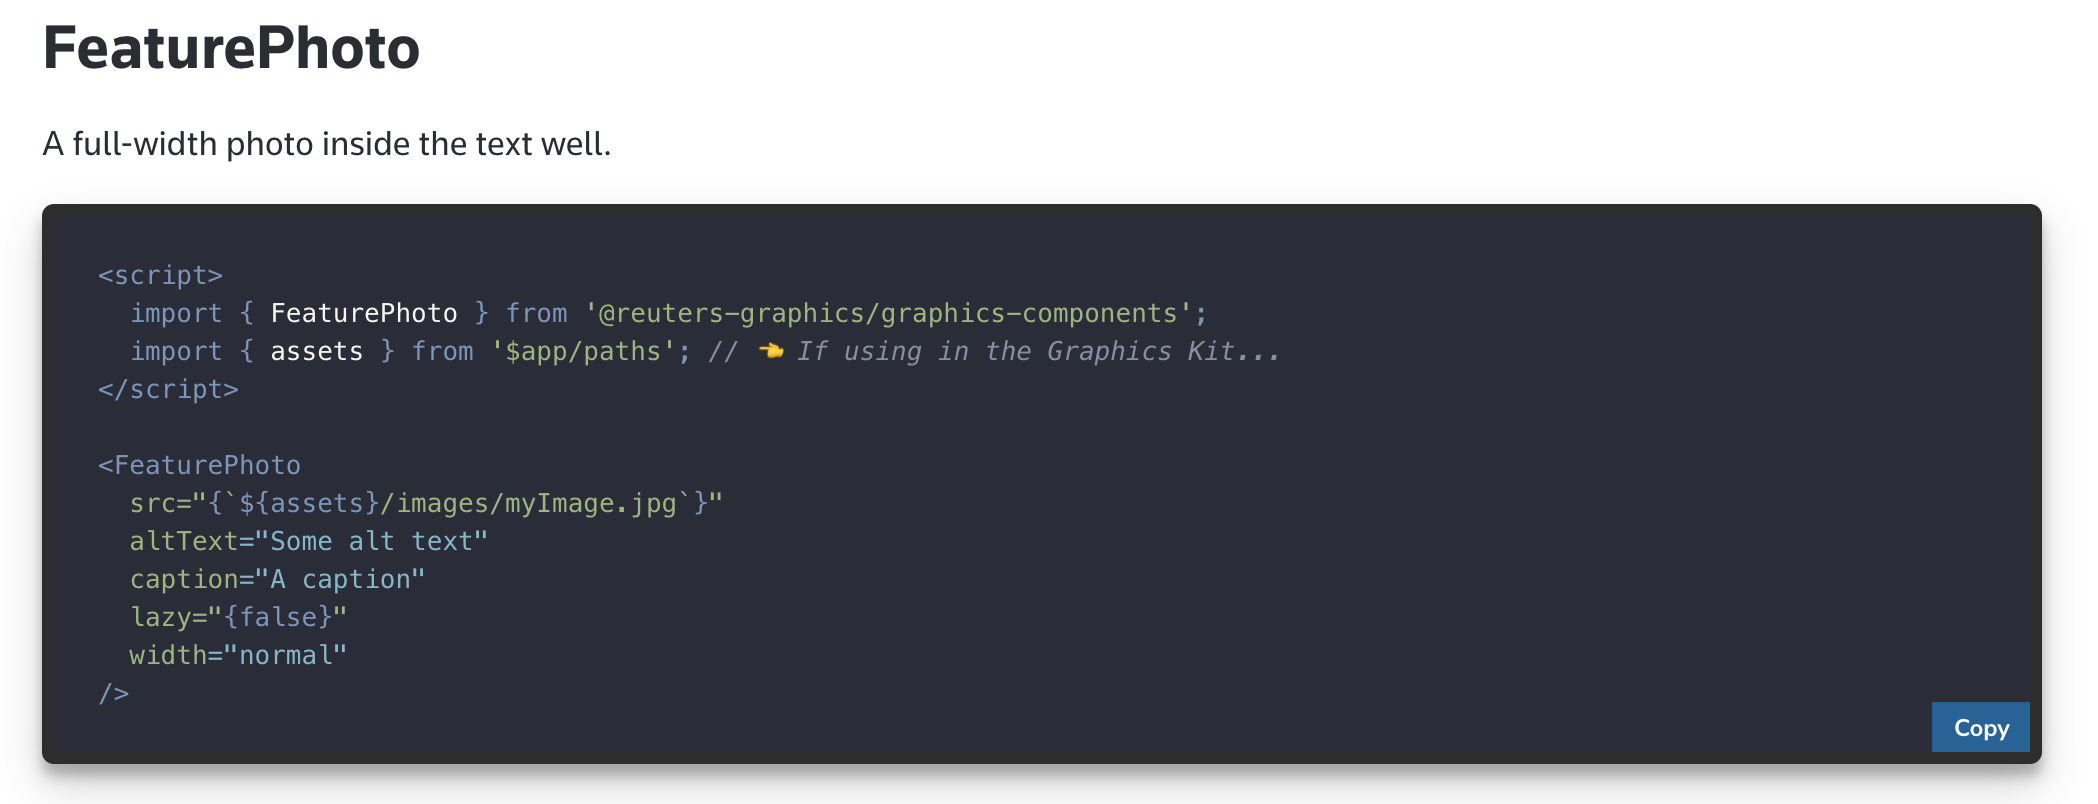 FeaturePhoto
A full-width photo inside the text well.
<script>
  import { FeaturePhoto } from '@reuters-graphics/graphics-components';
  import { assets } from '$app/paths'; // 👈 If using in the Graphics Kit...
</script>
<FeaturePhoto
  src="{`${assets}/images/myImage.jpg`}"
  altText="Some alt text"
  caption="A caption"
  lazy="{false}"
  width="normal"
/>
Copy